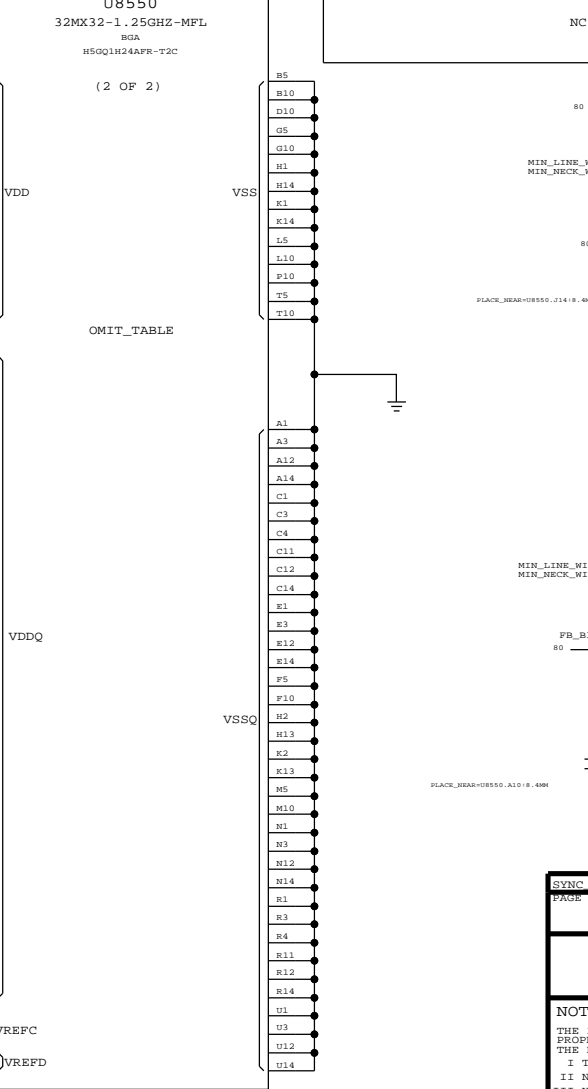 U8550
32MX32-1.25GHZ-MFL
BGA
H5GQ1H24AFR-T2C
(2 OF 2)
NC
80
MIN_LINE_W
MIN_NECK_W
80
PLACE_NEAR=U8550.J14:8.4M
VDD
VSS
B5
B10
D10
G5
G10
H1
H14
K1
K14
L5
L10
P10
T5
T10
OMIT_TABLE
VDDQ
VSSQ
A1
A3
A12
A14
C1
C3
C4
C11
C12
C14
E1
E3
E12
E14
F5
F10
H2
H13
K2
K13
M5
M10
N1
N3
N12
N14
R1
R3
R4
R11
R12
R14
U1
U3
U12
U14
MIN_LINE_WI
MIN_NECK_WI
80
PLACE_NEAR=U8550.A10:8.4MM
VREFC
VREFD
SYNC
PAGE
THE
THE
I T
II N